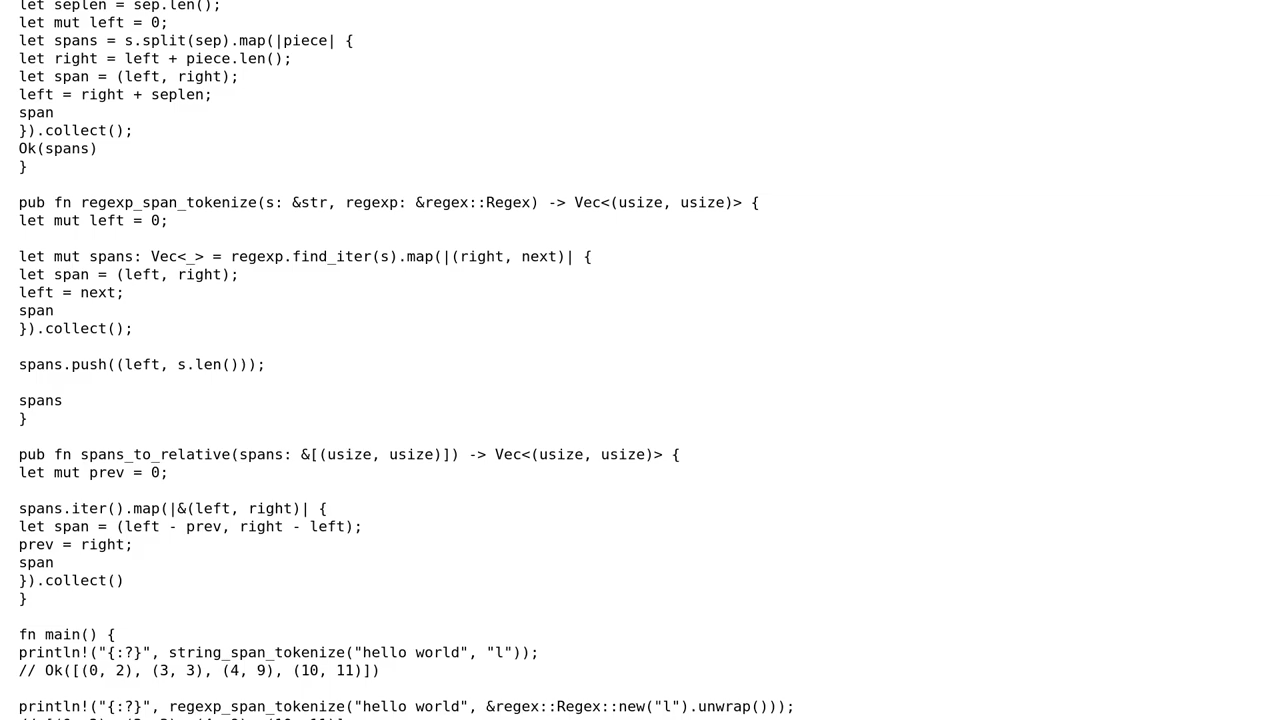 let seplen = sep.len();
let mut left = 0;
let spans = s.split(sep).map(|piece| {
let right = left + piece.len();
let span = (left, right);
left = right + seplen;
span
}).collect();
Ok(spans)
}
pub fn regexp_span_tokenize(s: &str, regexp: &regex::Regex) -> Vec<(usize, usize)> {
let mut left = 0;
let mut spans: Vec<_> = regexp.find_iter(s).map(|(right, next)| {
let span = (left, right);
left = next;
span
}).collect();
spans.push((left, s.len()));
spans
}
pub fn spans_to_relative(spans: &[(usize, usize)]) -> Vec<(usize, usize)> {
let mut prev = 0;
spans.iter().map(|&(left, right)| {
let span = (left - prev, right - left);
prev = right;
span
}).collect()
}
fn main() {
println!("{:?}", string_span_tokenize("hello world", "l"));
// Ok([(0, 2), (3, 3), (4, 9), (10, 11)])
println!("{:?}", regexp_span_tokenize("hello world", &regex::Regex::new("l").unwrap()));